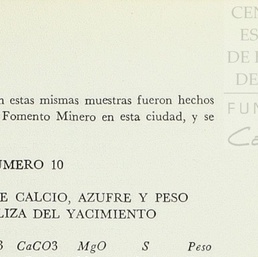 n estas mismas muestras fueron hechos
Fomento Minero en esta ciudad, y se
UMERO 10
E CALCIO, AZUFRE Y PESO
LIZA DEL YACIMIENTO
3 CaCO3 MgO S Peso
CEN
ES
DE
DE
FUN
Ca